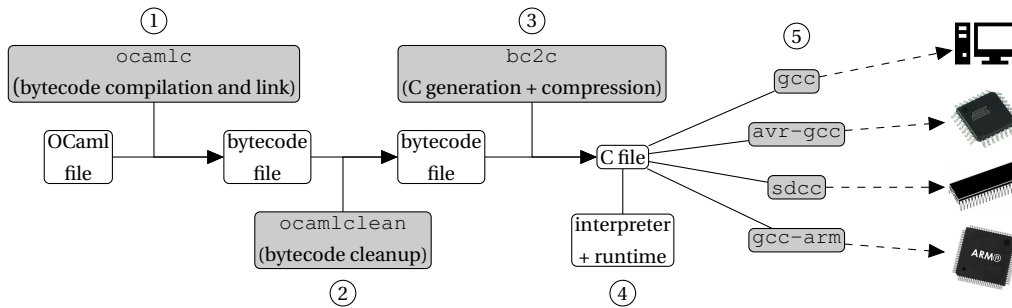 ①
ocamlc
(bytecode compilation and link)
OCaml
file
bytecode
file
ocamlclean
(bytecode cleanup)
②
bytecode
file
③
bc2c
(C generation + compression)
C file
interpreter
+ runtime
④
⑤
gcc
avr-gcc
sdcc
gcc-arm
ARM®